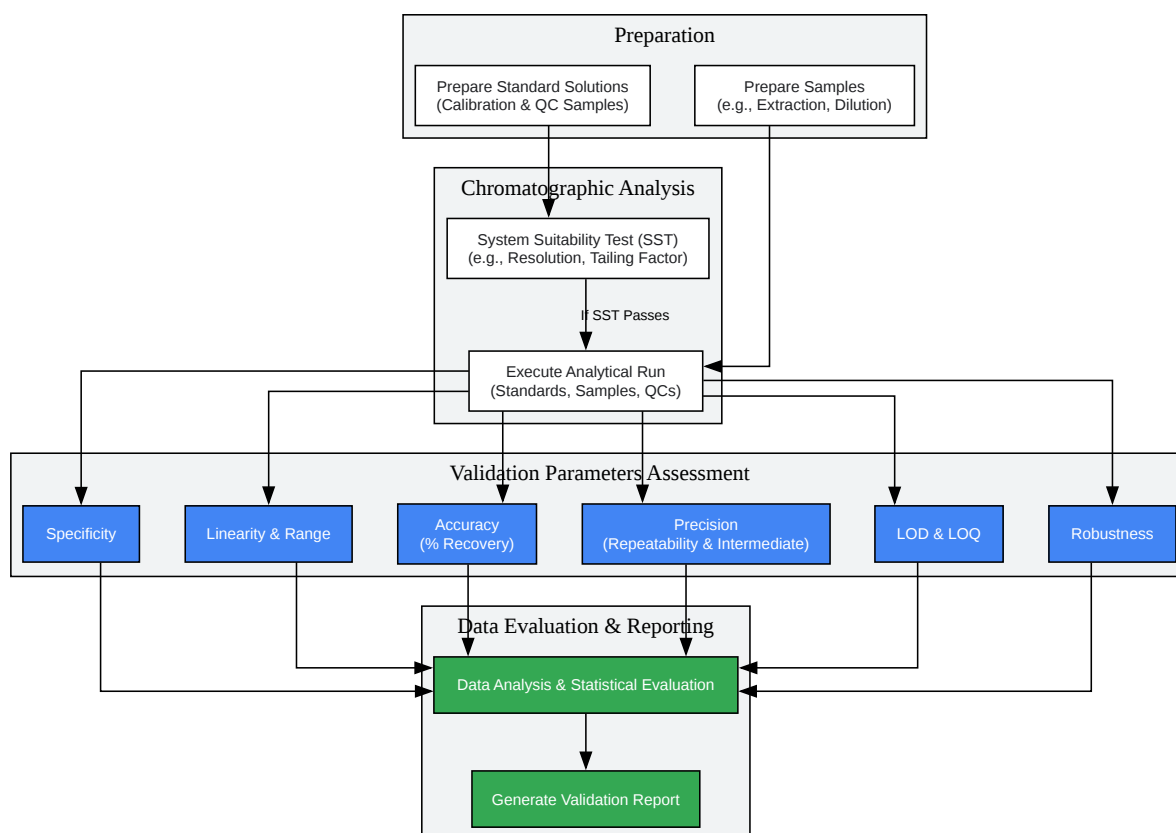 Preparation
Prepare Standard Solutions
(Calibration & QC Samples)
Prepare Samples
(e.g., Extraction, Dilution)
Chromatographic Analysis
System Suitability Test (SST)
(e.g., Resolution, Tailing Factor)
If SST Passes
Execute Analytical Run
(Standards, Samples, QCs)
Validation Parameters Assessment
Specificity
Linearity & Range
Accuracy
(% Recovery)
Precision
(Repeatability & Intermediate)
LOD & LOQ
Robustness
Data Evaluation & Reporting
Data Analysis & Statistical Evaluation
Generate Validation Report